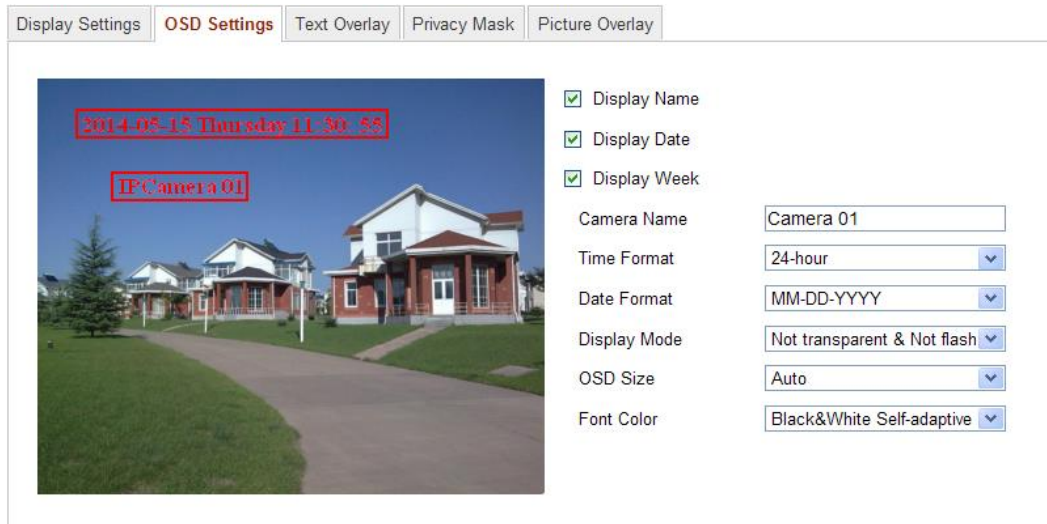 Display Settings
OSD Settings
Text Overlay
Privacy Mask
Picture Overlay
2014-05-15 Thursday 11:30:55
IPCamera 01
Display Name
Display Date
Display Week
Camera Name Camera 01
Time Format 24-hour
Date Format MM-DD-YYYY
Display Mode Not transparent & Not flash
OSD Size Auto
Font Color Black&White Self-adaptive